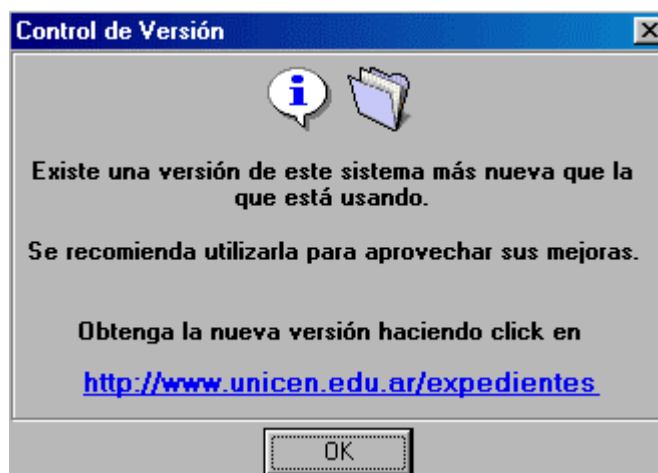 Control de Versión
Existe una versión de este sistema más nueva que la
que está usando.
Se recomienda utilizarla para aprovechar sus mejoras.
Obtenga la nueva versión haciendo click en
http://www.unicen.edu.ar/expedientes
OK